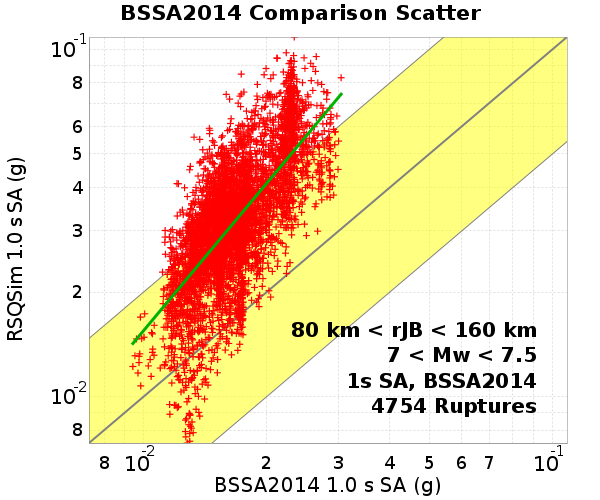 BSSA2014 Comparison Scatter
RSQSim 1.0 s SA (g)
10⁻¹
8
6
5
4
3
2
10⁻²
8
80 km < rJB < 160 km
7 < Mw < 7.5
1s SA, BSSA2014
4754 Ruptures
8 10⁻² 2 3 4 5 6 7 10⁻¹
BSSA2014 1.0 s SA (g)